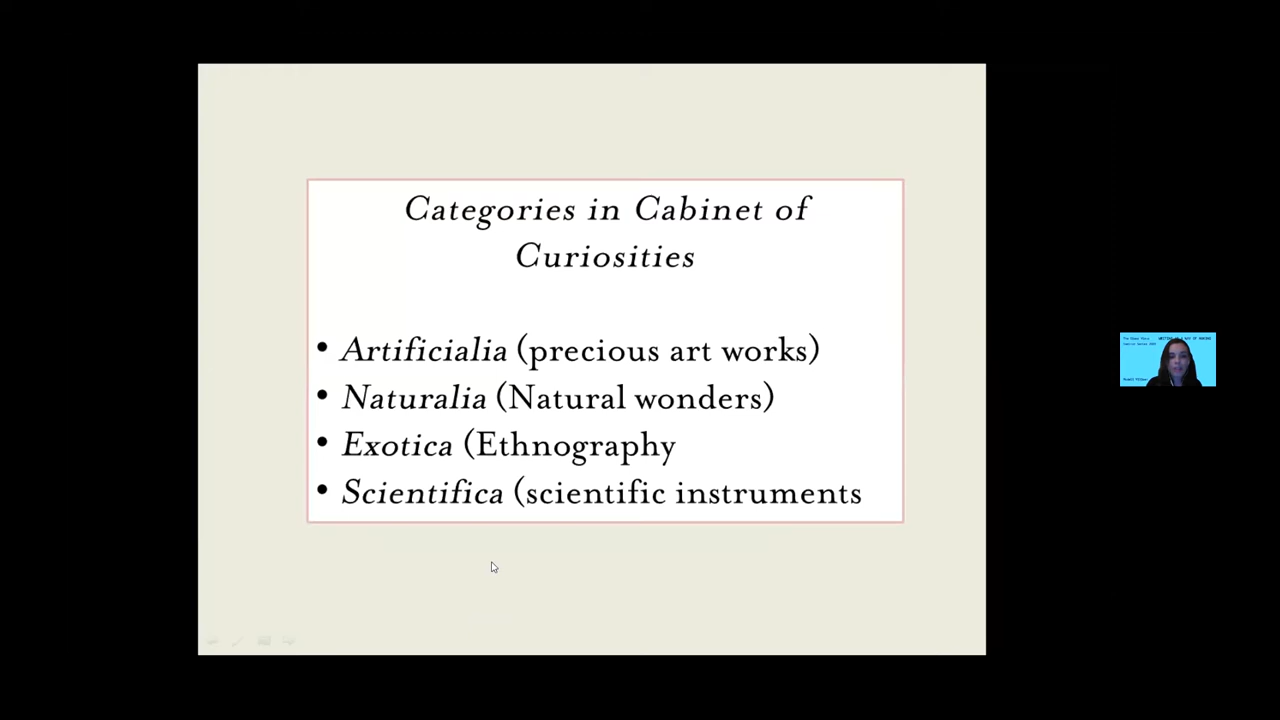 Categories in Cabinet of
Curiosities
• Artificialia (precious art works)
• Naturalia (Natural wonders)
• Exotica (Ethnography
• Scientifica (scientific instruments